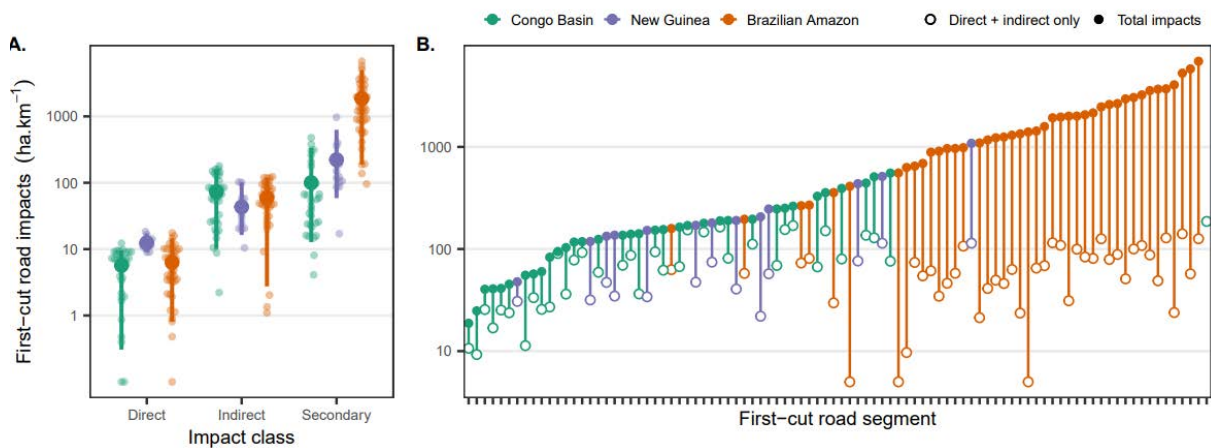 Congo Basin New Guinea Brazilian Amazon Direct + indirect only Total impacts
A.
B.
First-cut road impacts (ha.km−1)
1000
100
10
1
Direct Indirect Secondary
Impact class
1000
100
10
First-cut road segment